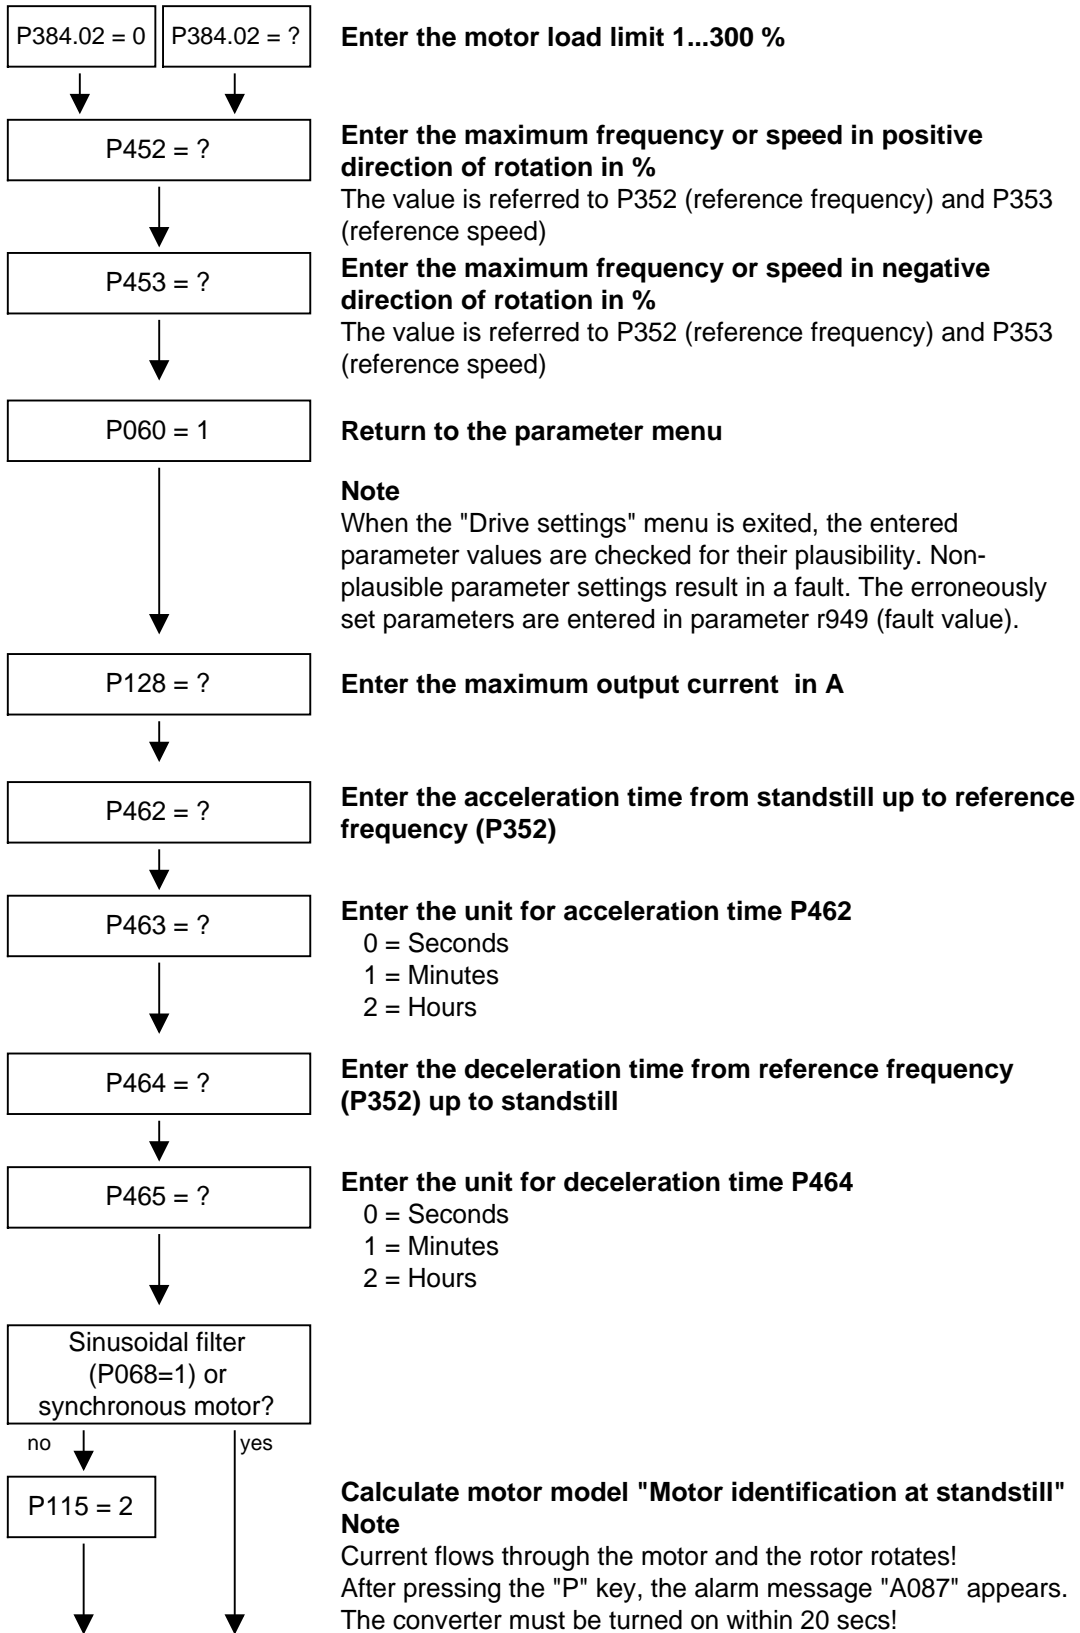 P384.02 = 0
P384.02 = ?
Enter the motor load limit 1...300 %
P452 = ?
Enter the maximum frequency or speed in positive
direction of rotation in %
The value is referred to P352 (reference frequency) and P353
(reference speed)
P453 = ?
Enter the maximum frequency or speed in negative
direction of rotation in %
The value is referred to P352 (reference frequency) and P353
(reference speed)
P060 = 1
Return to the parameter menu
Note
When the "Drive settings" menu is exited, the entered
parameter values are checked for their plausibility. Non-
plausible parameter settings result in a fault. The erroneously
set parameters are entered in parameter r949 (fault value).
P128 = ?
Enter the maximum output current in A
P462 = ?
Enter the acceleration time from standstill up to reference
frequency (P352)
P463 = ?
Enter the unit for acceleration time P462
0 = Seconds
1 = Minutes
2 = Hours
P464 = ?
Enter the deceleration time from reference frequency
(P352) up to standstill
P465 = ?
Enter the unit for deceleration time P464
0 = Seconds
1 = Minutes
2 = Hours
Sinusoidal filter
(P068=1) or
synchronous motor?
no
yes
P115 = 2
Calculate motor model "Motor identification at standstill"
Note
Current flows through the motor and the rotor rotates!
After pressing the "P" key, the alarm message "A087" appears.
The converter must be turned on within 20 secs!